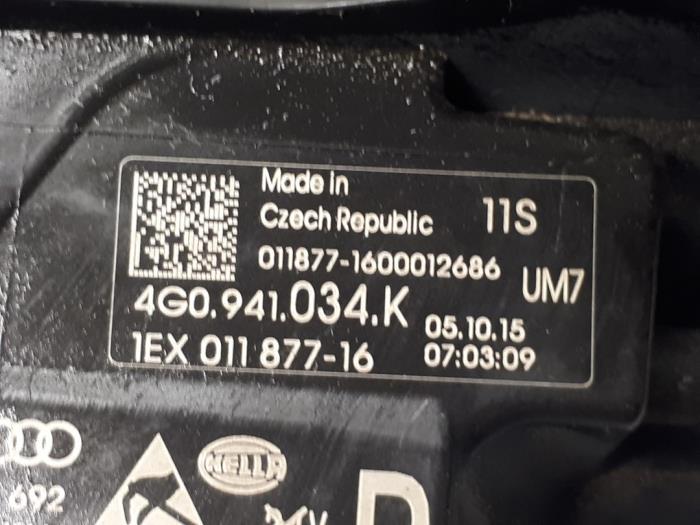 Made in
Czech Republic
11S
011877-1600012686
UM7
4G0.941.034.K
05.10.15
1EX 011 877-16
07:03:09
HELLA
692
V